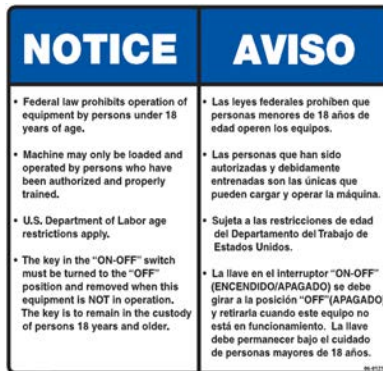 NOTICE
• Federal law prohibits operation of
equipment by persons under 18
years of age.
• Machine may only be loaded and
operated by persons who have
been authorized and properly
trained.
• U.S. Department of Labor age
restrictions apply.
• The key in the "ON-OFF" switch
must be turned to the "OFF"
position and removed when this
equipment is NOT in operation.
The key is to remain in the custody
of persons 18 years and older.
AVISO
• Las leyes federales prohíben que
personas menores de 18 años de
edad operen los equipos.
• Las personas que han sido
autorizadas y debidamente
entrenadas son las únicas que
pueden cargar y operar la máquina.
• Sujeta a las restricciones de edad
del Departamento del Trabajo de
Estados Unidos.
• La llave en el interruptor "ON-OFF"
(ENCENDIDO/APAGADO) se debe
girar a la posición "OFF"(APAGADO)
y retirarla cuando este equipo no
está en funcionamiento. La llave
debe permanecer bajo el cuidado
de personas mayores de 18 años.